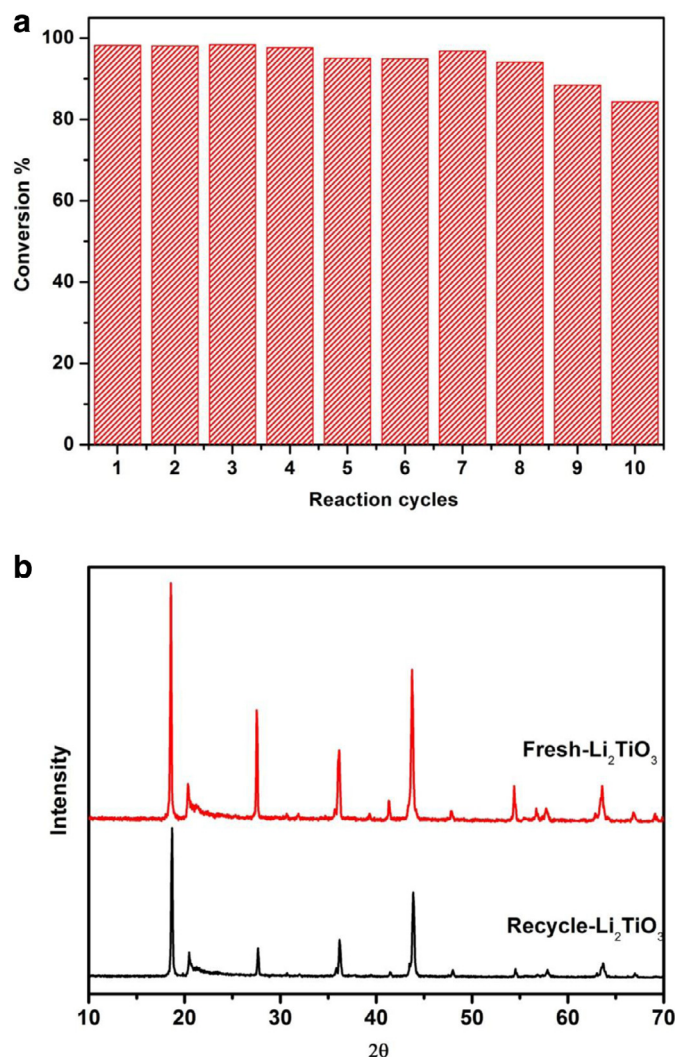 a
100
80
60
40
20
0
Conversion %
1 2 3 4 5 6 7 8 9 10
Reaction cycles
b
Intensity
Fresh-Li₂TiO₃
Recycle-Li₂TiO₃
10 20 30 40 50 60 70
2θ